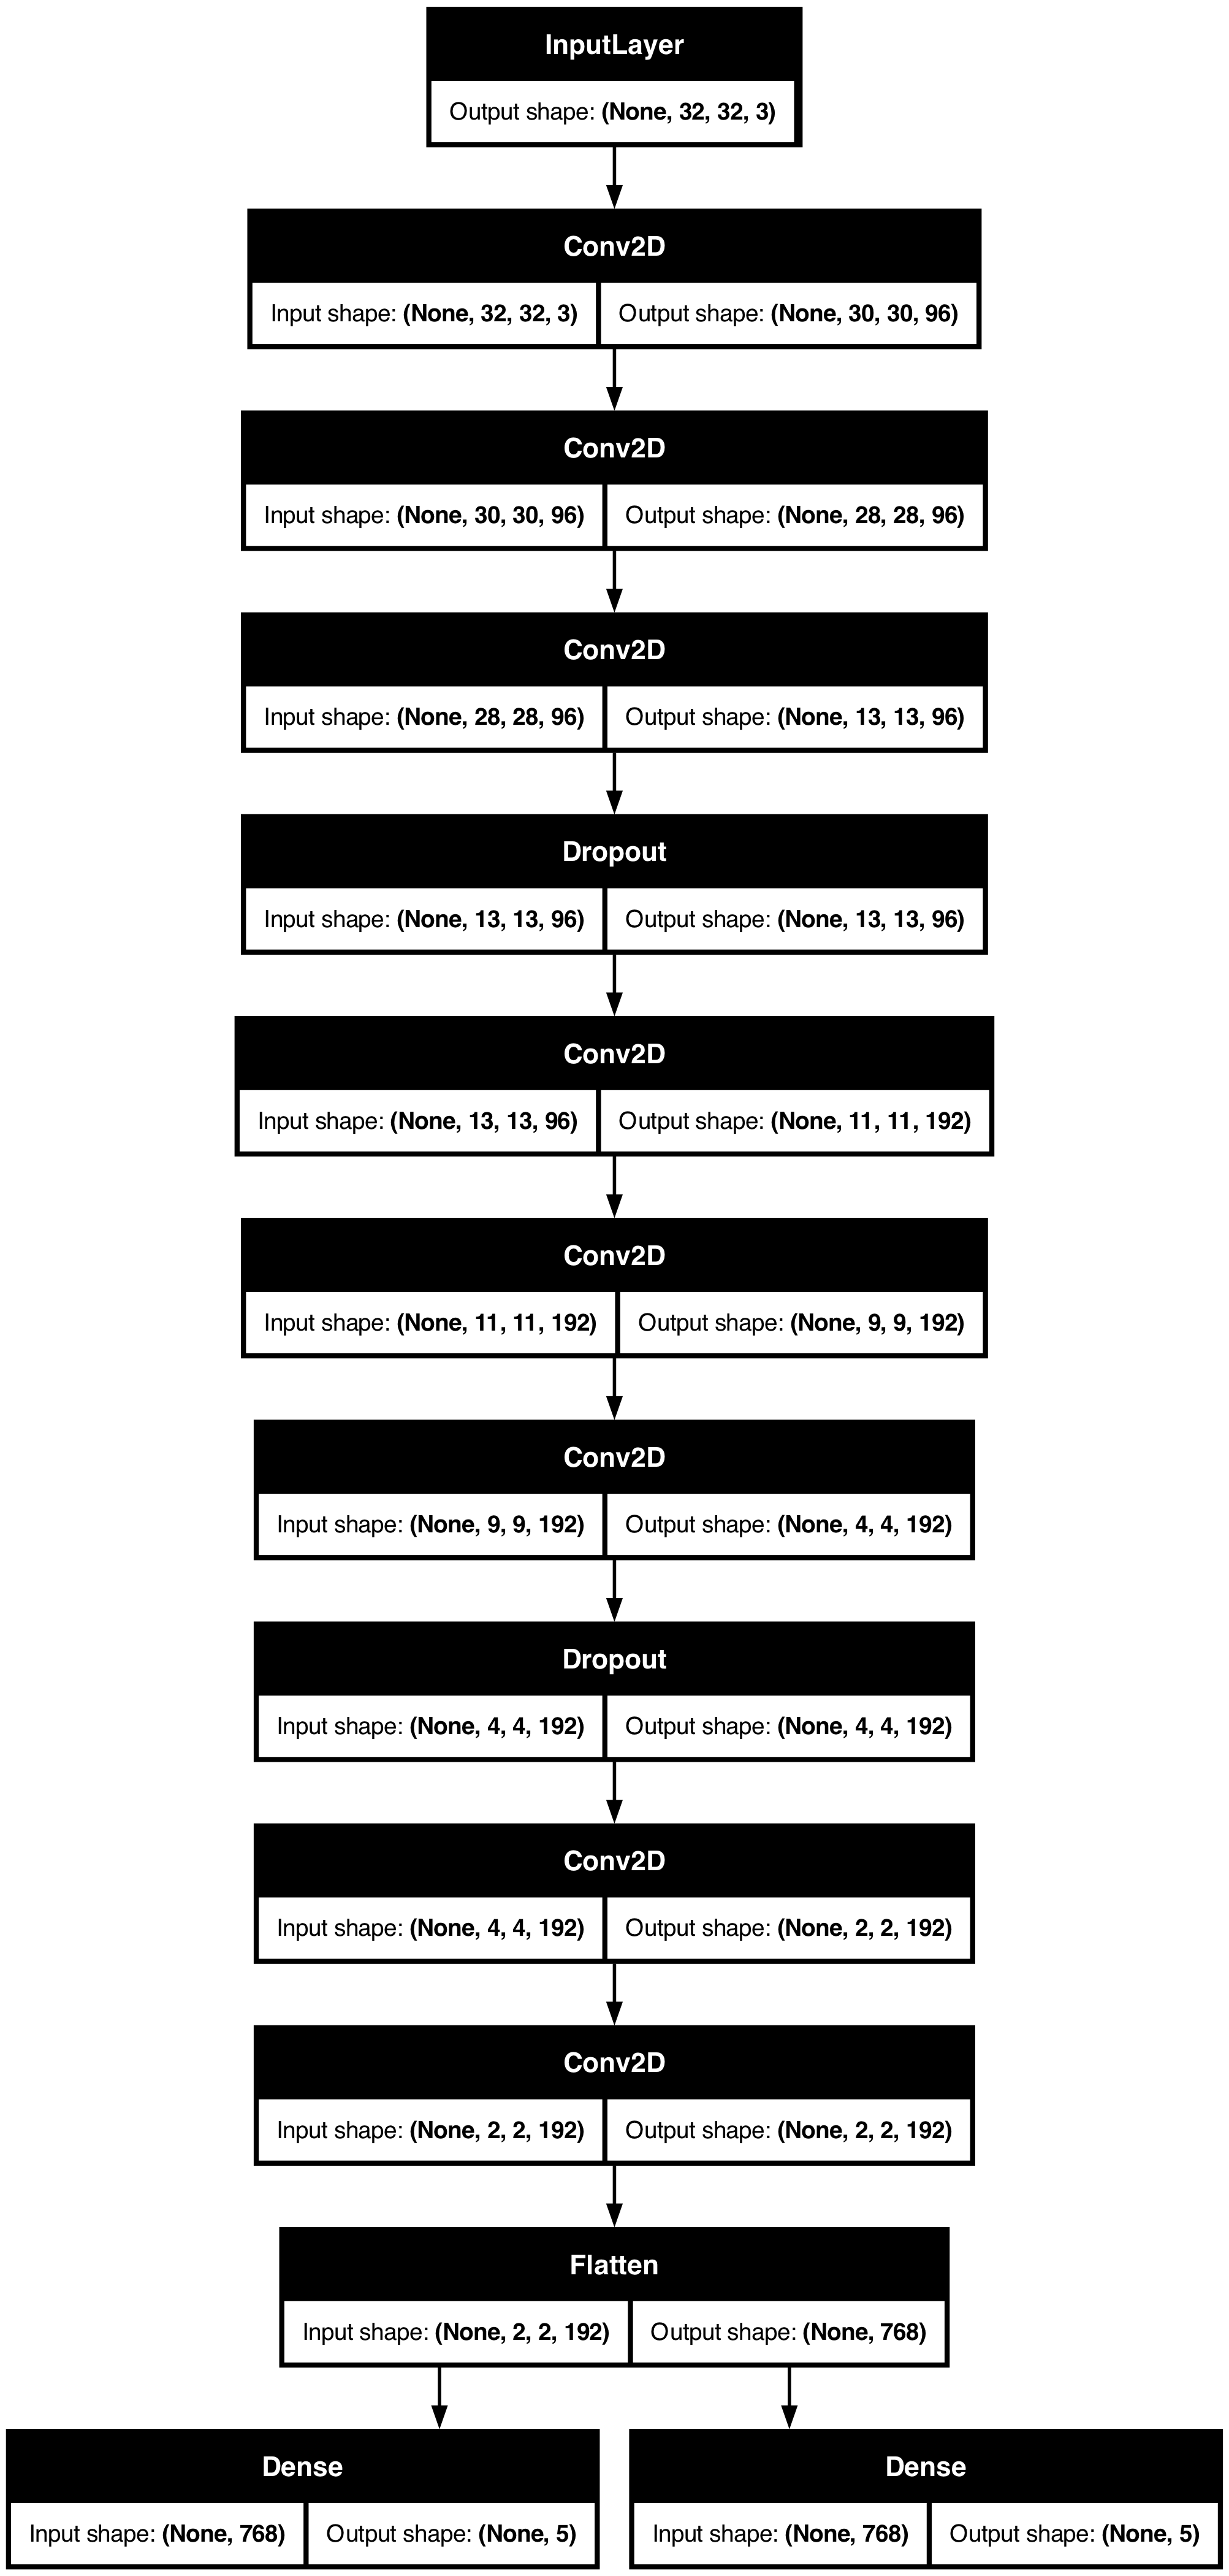 InputLayer
Output shape: (None, 32, 32, 3)
Conv2D
Input shape: (None, 32, 32, 3) Output shape: (None, 30, 30, 96)
Conv2D
Input shape: (None, 30, 30, 96) Output shape: (None, 28, 28, 96)
Conv2D
Input shape: (None, 28, 28, 96) Output shape: (None, 13, 13, 96)
Dropout
Input shape: (None, 13, 13, 96) Output shape: (None, 13, 13, 96)
Conv2D
Input shape: (None, 13, 13, 96) Output shape: (None, 11, 11, 192)
Conv2D
Input shape: (None, 11, 11, 192) Output shape: (None, 9, 9, 192)
Conv2D
Input shape: (None, 9, 9, 192) Output shape: (None, 4, 4, 192)
Dropout
Input shape: (None, 4, 4, 192) Output shape: (None, 4, 4, 192)
Conv2D
Input shape: (None, 4, 4, 192) Output shape: (None, 2, 2, 192)
Conv2D
Input shape: (None, 2, 2, 192) Output shape: (None, 2, 2, 192)
Flatten
Input shape: (None, 2, 2, 192) Output shape: (None, 768)
Dense
Input shape: (None, 768) Output shape: (None, 5)
Dense
Input shape: (None, 768) Output shape: (None, 5)